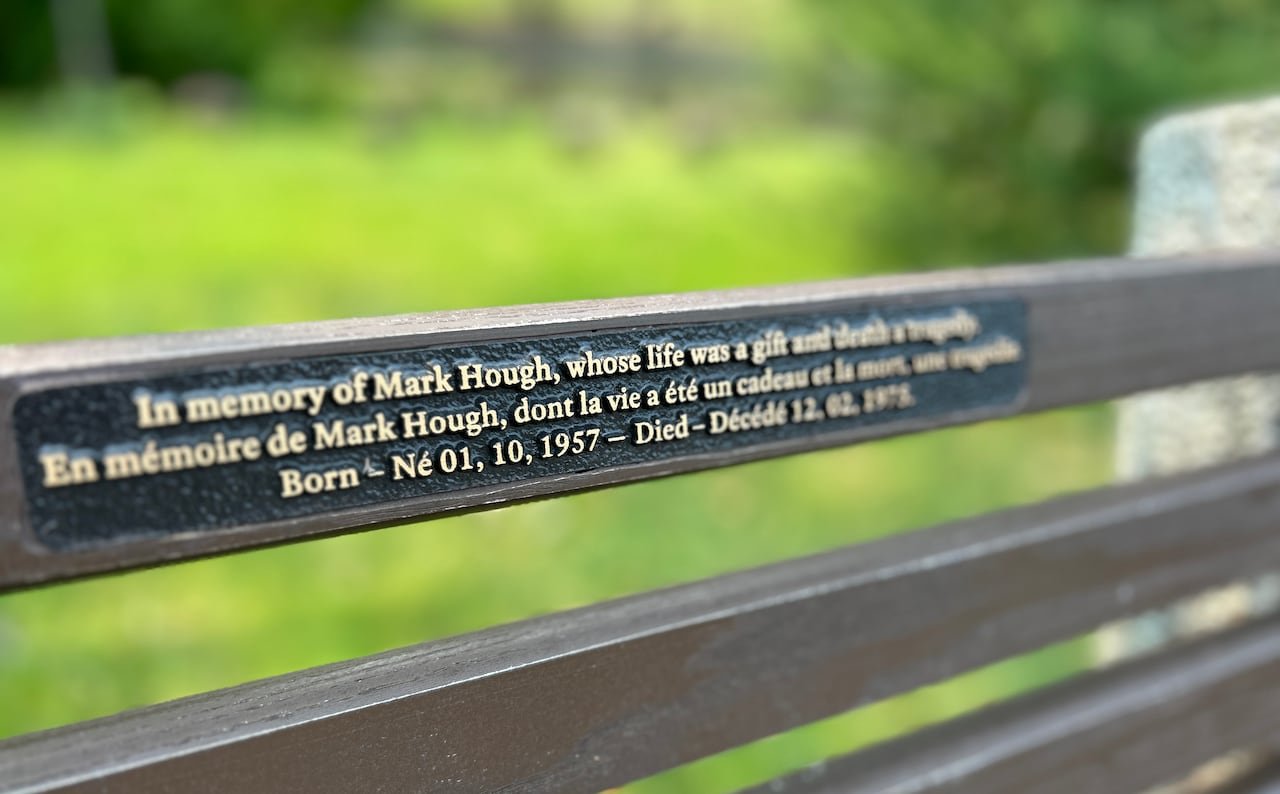 In memory of Mark Hough, whose life was a gift and death a tragedy.
En mémoire de Mark Hough, dont la vie a été un cadeau et la mort, une tragédie.
Born – Né 01, 10, 1957 – Died – Décédé 12, 02, 1975.